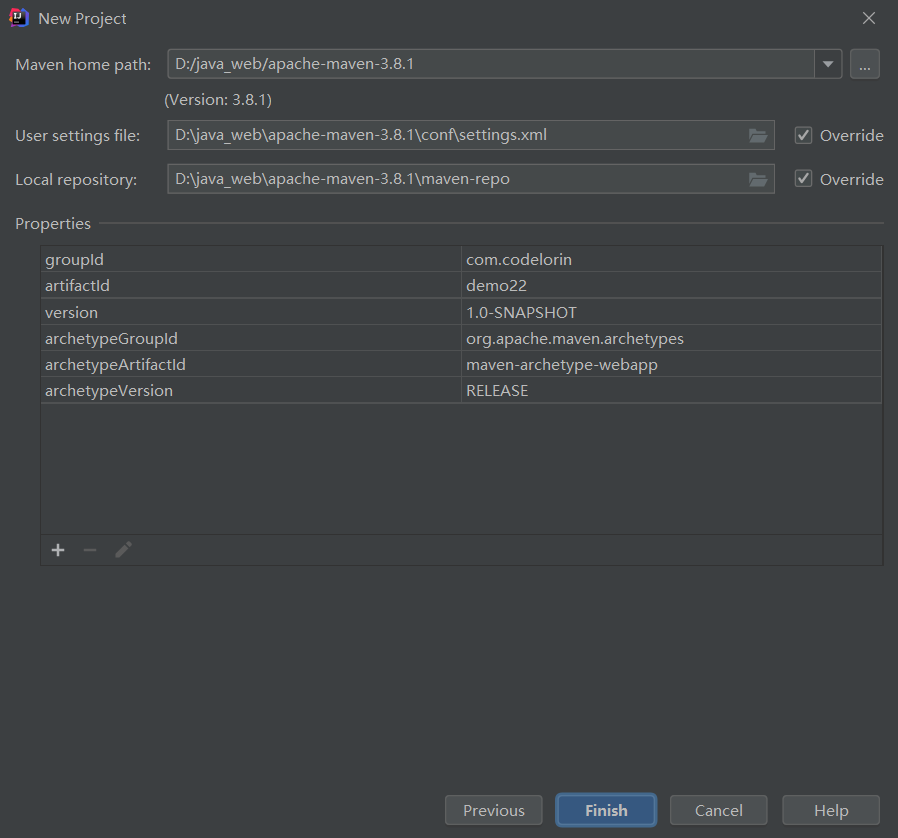 New Project
Maven home path: D:/java_web/apache-maven-3.8.1 ...
(Version: 3.8.1)
User settings file: D:\java_web\apache-maven-3.8.1\conf\settings.xml Override
Local repository: D:\java_web\apache-maven-3.8.1\maven-repo Override
Properties
groupId com.codelorin
artifactId demo22
version 1.0-SNAPSHOT
archetypeGroupId org.apache.maven.archetypes
archetypeArtifactId maven-archetype-webapp
archetypeVersion RELEASE
Previous Finish Cancel Help